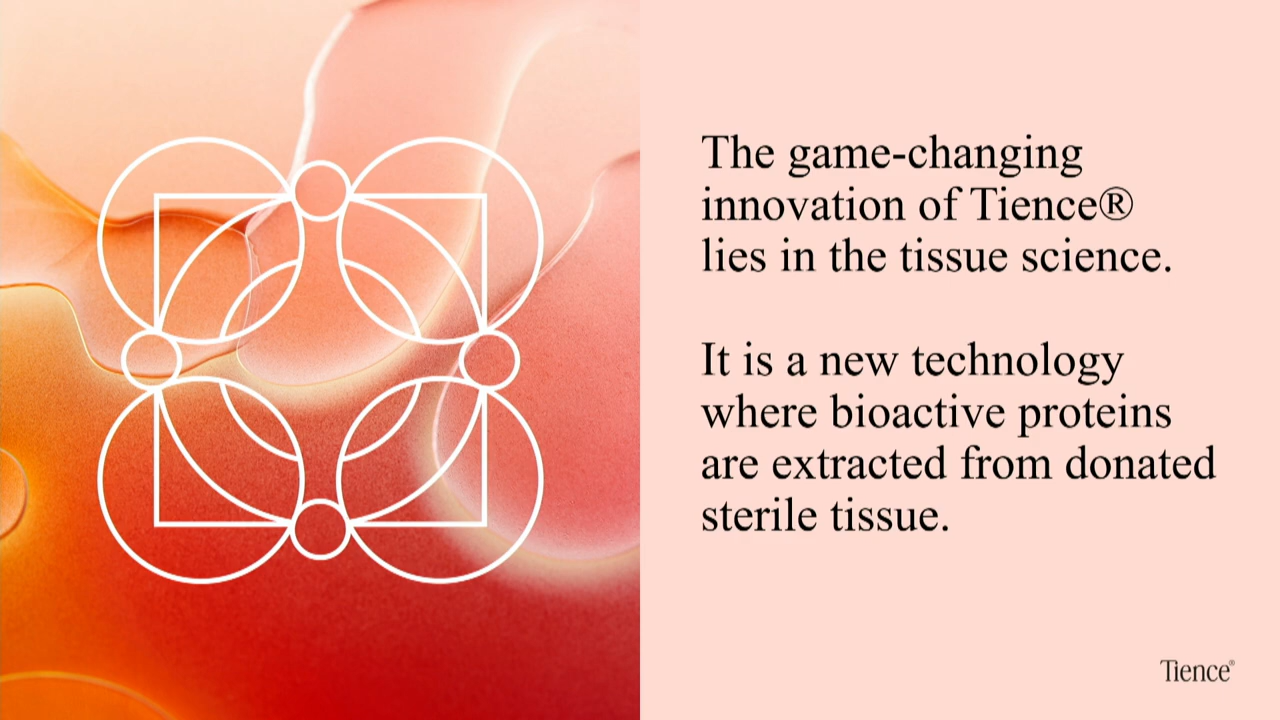 The game-changing
innovation of Tience®
lies in the tissue science.
It is a new technology
where bioactive proteins
are extracted from donated
sterile tissue.
Tience®